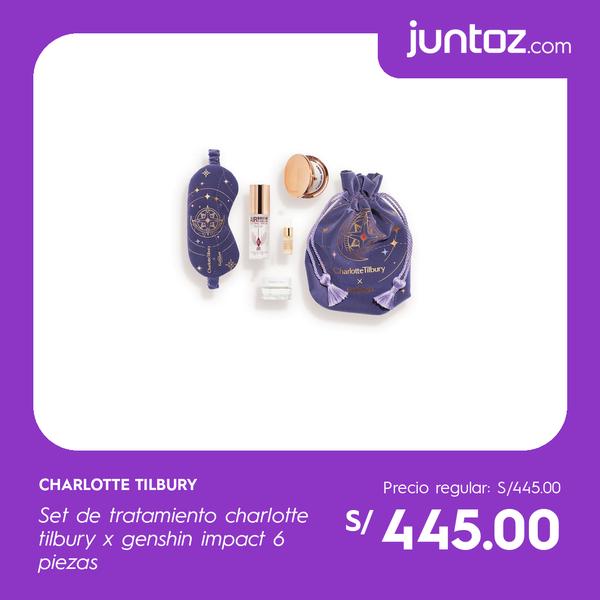 juntoz.com
CharlotteTilbury
×
CHARLOTTE TILBURY
Set de tratamiento charlotte
tilbury x genshin impact 6
piezas
Precio regular: S/445.00
S/ 445.00